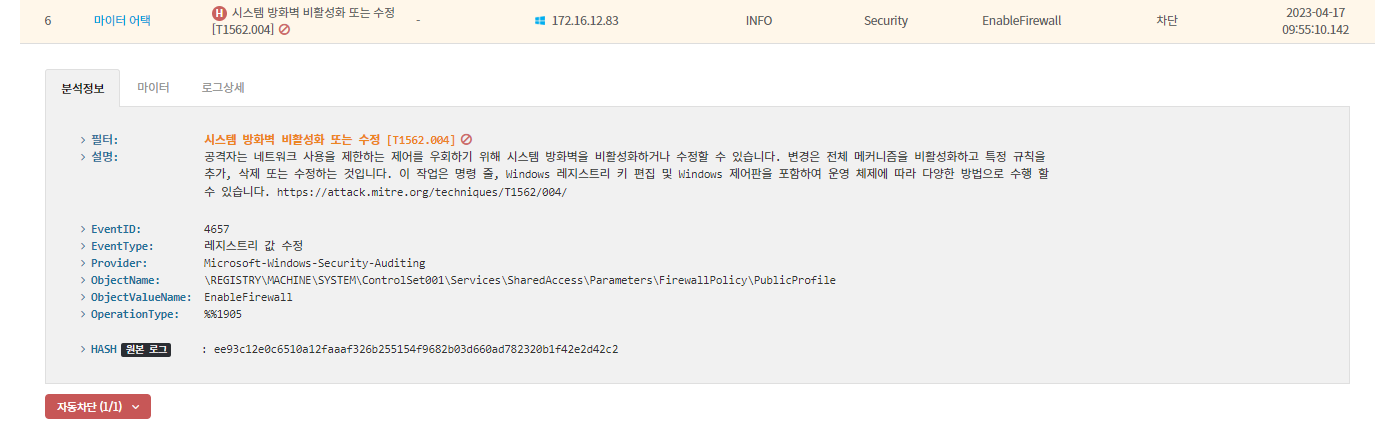 6 마이터 어택 H 시스템 방화벽 비활성화 또는 수정 [T1562.004] - 172.16.12.83 INFO Security EnableFirewall 차단 2023-04-17 09:55:10.142
분석정보 마이터 로그상세
필터: 시스템 방화벽 비활성화 또는 수정 [T1562.004]
설명: 공격자는 네트워크 사용을 제한하는 제어를 우회하기 위해 시스템 방화벽을 비활성화하거나 수정할 수 있습니다. 변경은 전체 메커니즘을 비활성화하고 특정 규칙을
추가, 삭제 또는 수정하는 것입니다. 이 작업은 명령 줄, Windows 레지스트리 키 편집 및 Windows 제어판을 포함하여 운영 체제에 따라 다양한 방법으로 수행 할
수 있습니다. https://attack.mitre.org/techniques/T1562/004/
EventID: 4657
EventType: 레지스트리 값 수정
Provider: Microsoft-Windows-Security-Auditing
ObjectName: \REGISTRY\MACHINE\SYSTEM\ControlSet001\Services\SharedAccess\Parameters\FirewallPolicy\PublicProfile
ObjectValueName: EnableFirewall
OperationType: %%1905
HASH 원본 로그 : ee93c12e0c6510a12faaaf326b255154f9682b03d660ad782320b1f42e2d42c2
자동차단 (1/1)